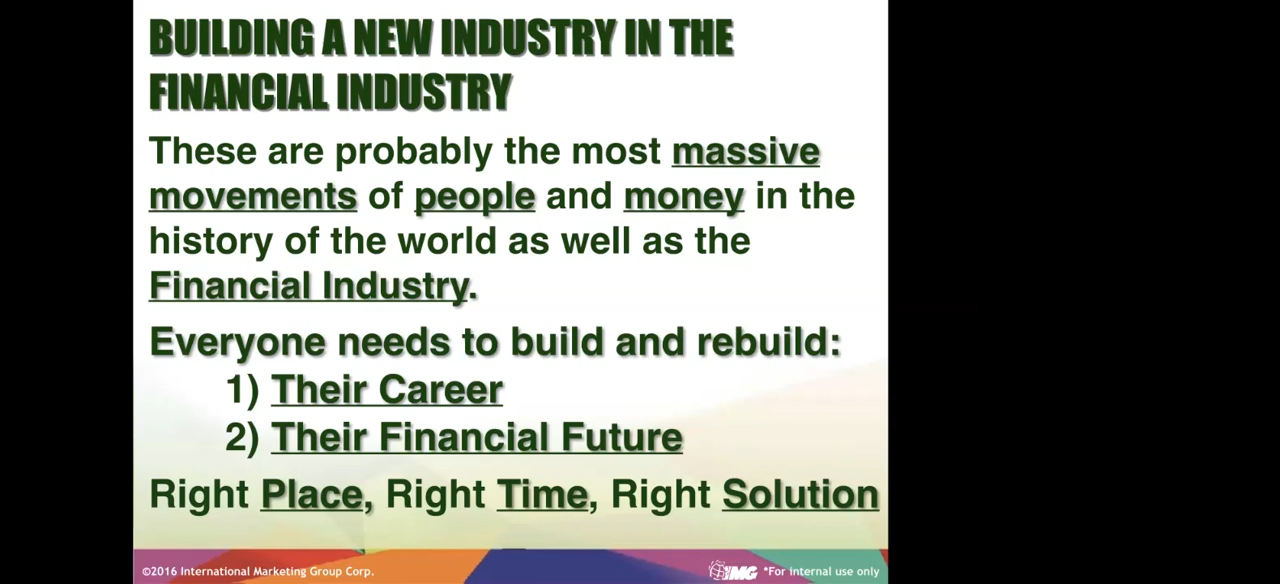 BUILDING A NEW INDUSTRY IN THE
FINANCIAL INDUSTRY
These are probably the most massive
movements of people and money in the
history of the world as well as the
Financial Industry.
Everyone needs to build and rebuild:
1) Their Career
2) Their Financial Future
Right Place, Right Time, Right Solution
©2016 International Marketing Group Corp.
IMG *For internal use only